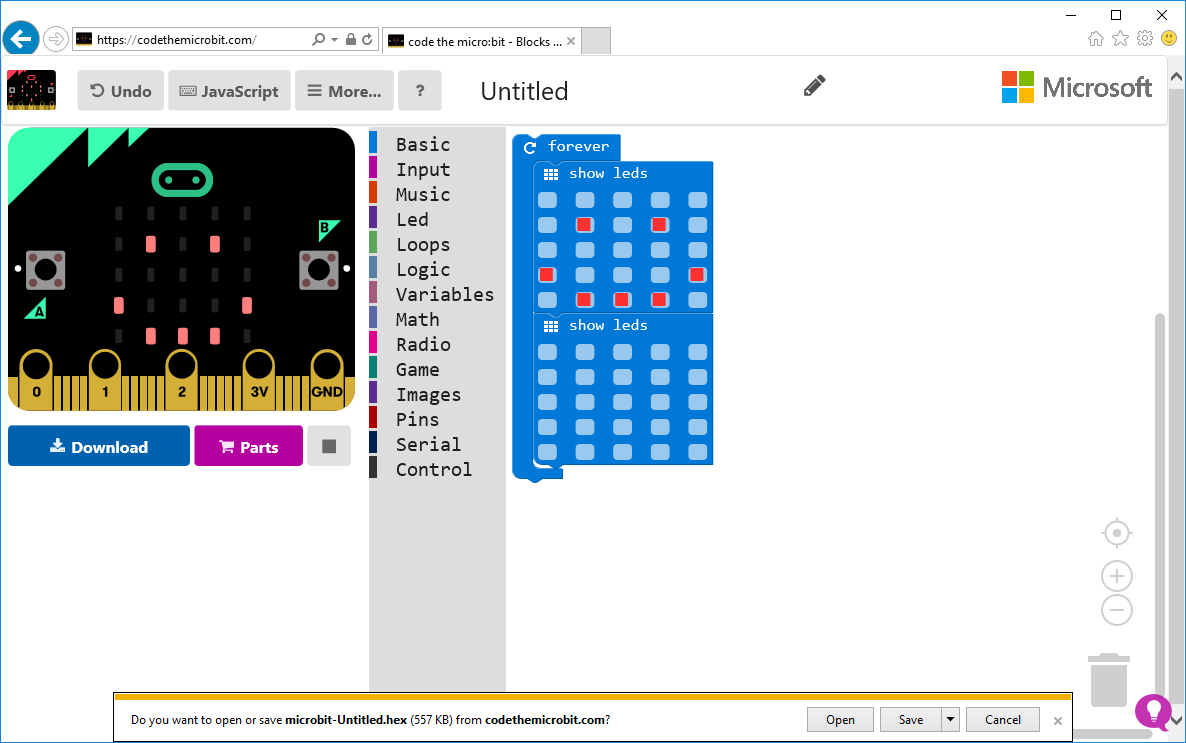 https://codethemicrobit.com/
code the micro:bit - Blocks ...
Undo
JavaScript
More...
?
Untitled
Microsoft
B
A
0 1 2 3V GND
Download
Parts
Basic
Input
Music
Led
Loops
Logic
Variables
Math
Radio
Game
Images
Pins
Serial
Control
forever
show leds
show leds
Do you want to open or save microbit-Untitled.hex (557 KB) from codethemicrobit.com?
Open
Save
Cancel